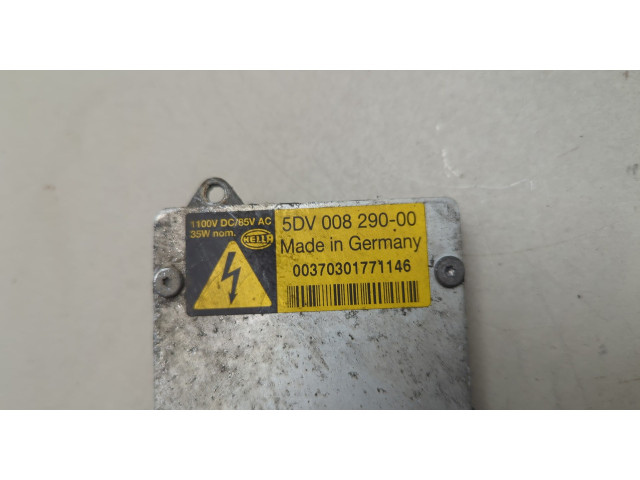 1100V DC/85V AC
35W nom.
HELLA
5DV 008 290-00
Made in Germany
00370301771146